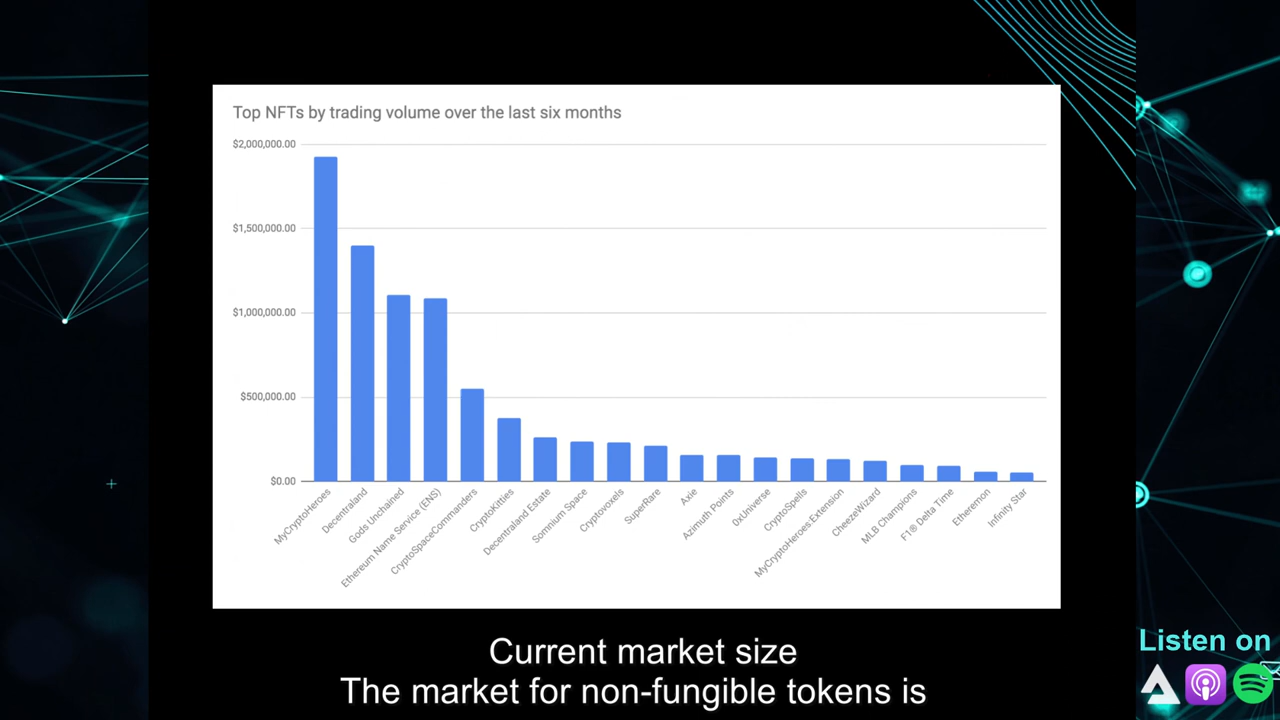 Top NFTs by trading volume over the last six months
$2,000,000.00
$1,500,000.00
$1,000,000.00
$500,000.00
$0.00
MyCryptoHeroes
Decentraland
Gods Unchained
Ethereum Name Service (ENS)
CryptoSpaceCommanders
CryptoKitties
Decentraland Estate
Somnium Space
Cryptovoxels
SuperRare
Axie
Azimuth Points
0xUniverse
CryptoSpells
MyCryptoHeroes Extension
CheezeWizard
MLB Champions
F1® Delta Time
Etheremon
Infinity Star
Current market size
The market for non-fungible tokens is
Listen on